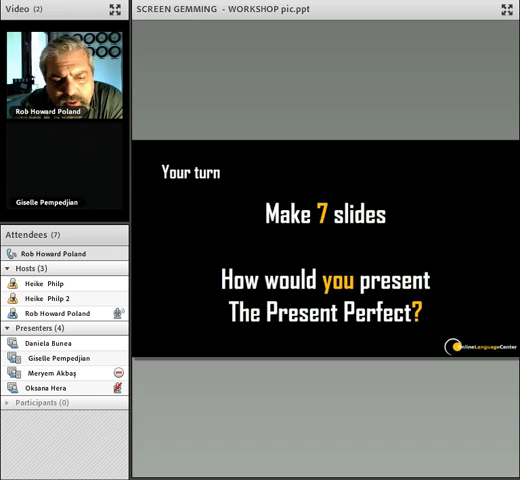 Video (2)
Rob Howard Poland
Giselle Pempedjian
Attendees (7)
Rob Howard Poland
Hosts (3)
Heike Philp
Heike Philp 2
Rob Howard Poland
Presenters (4)
Daniela Bunea
Giselle Pempedjian
Meryem Akbaş
Oksana Hera
Participants (0)
SCREEN GEMMING - WORKSHOP pic.ppt
Your turn
Make 7 slides
How would you present
The Present Perfect?
OnlineLanguageCenter